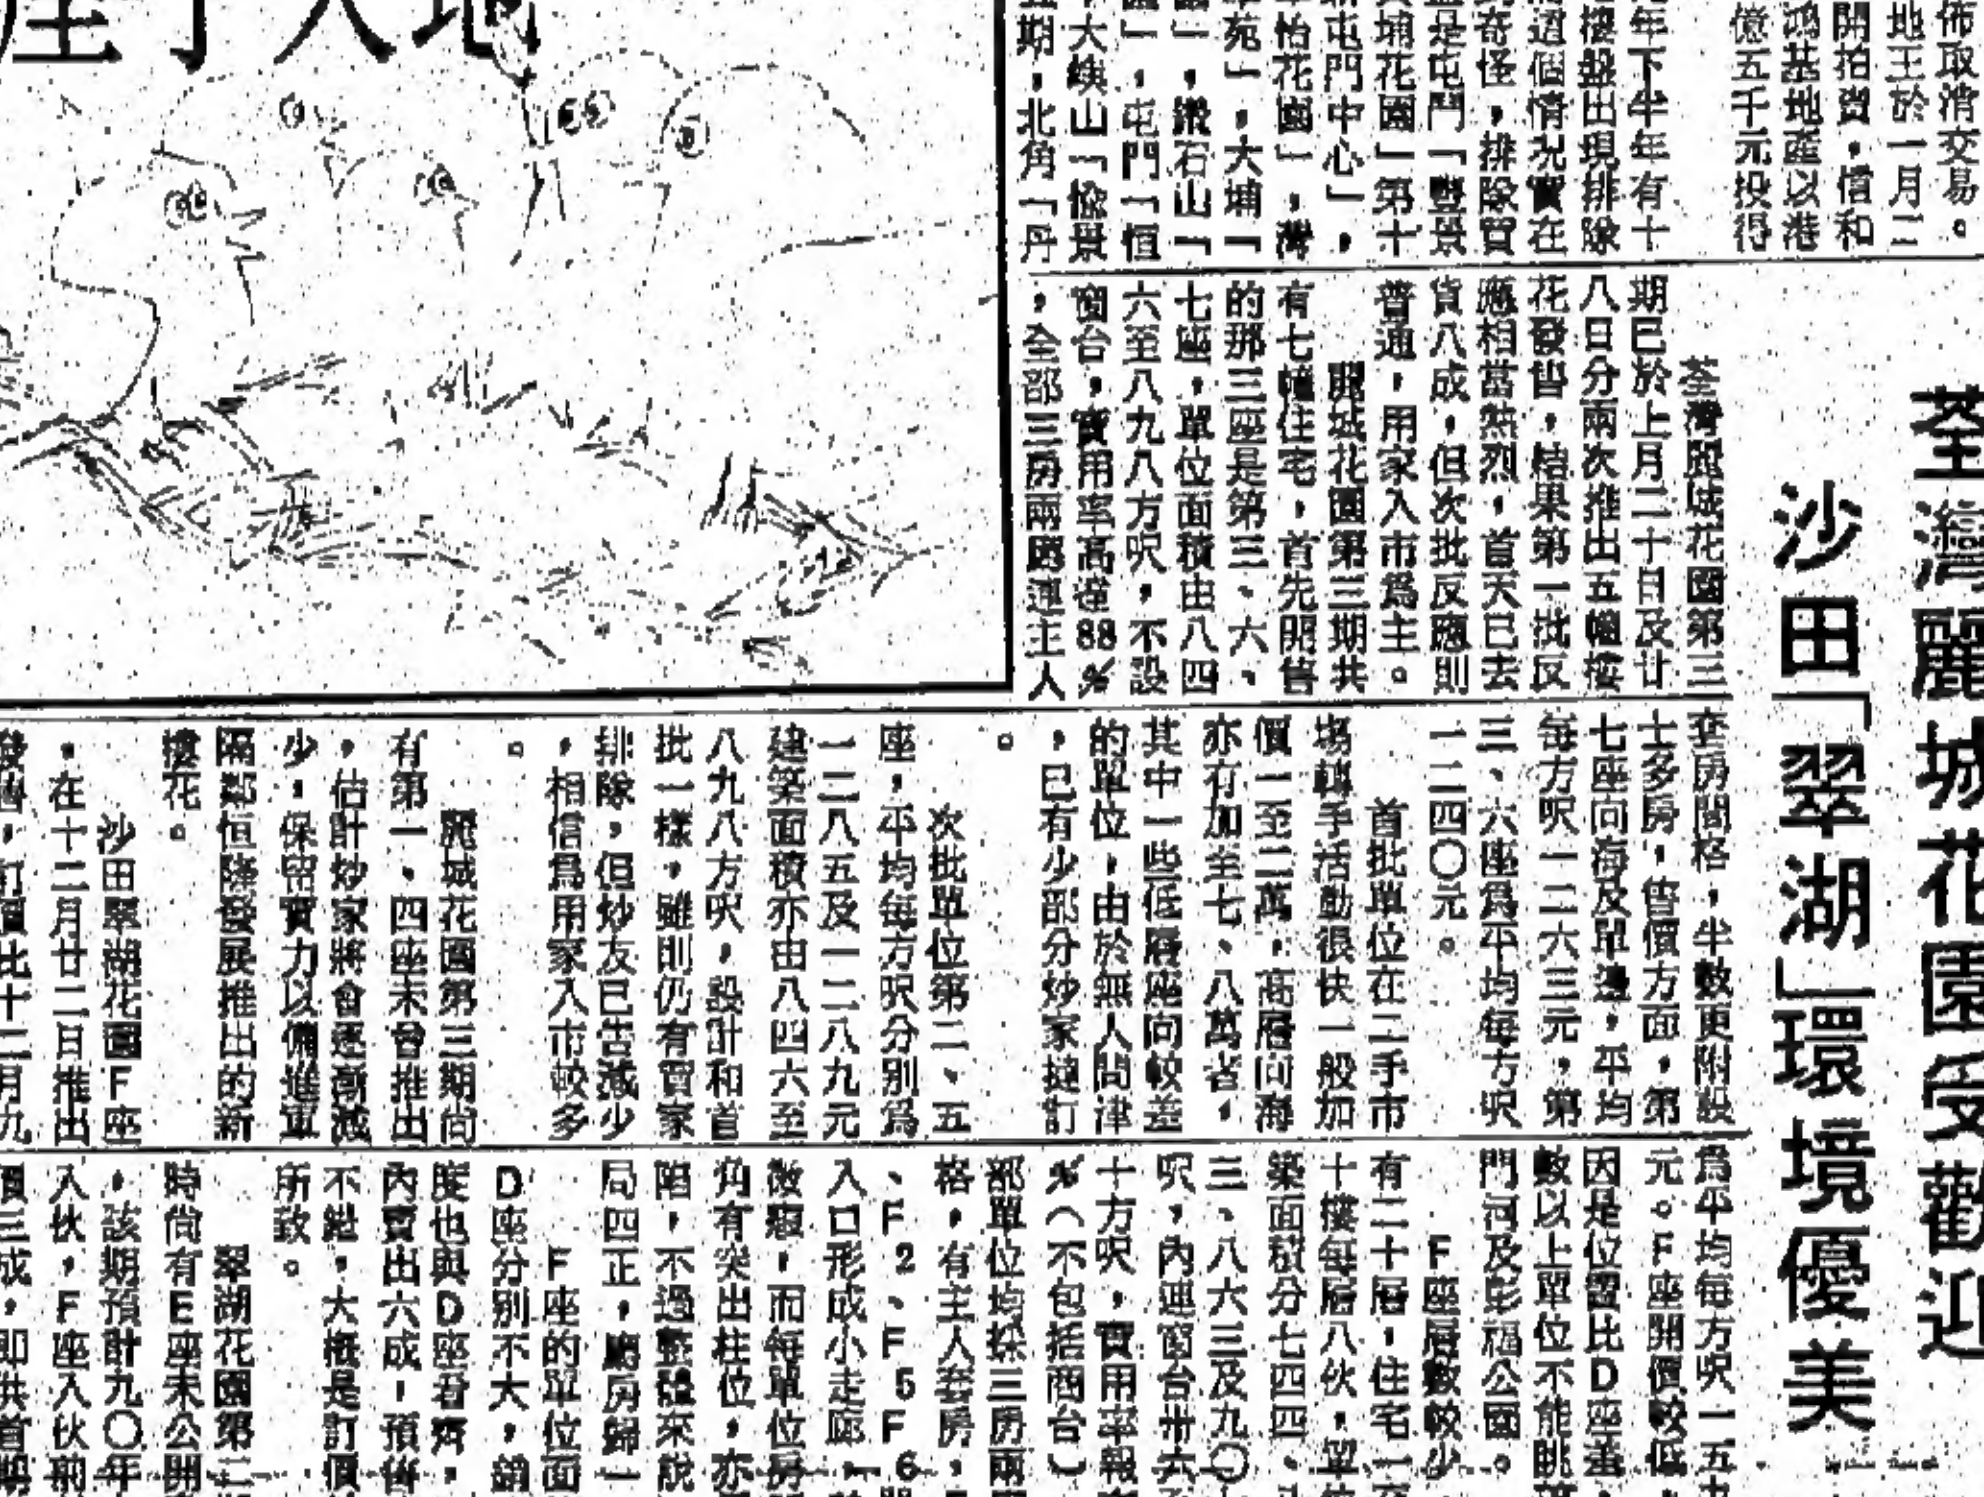 荃灣麗城花園受歡迎
沙田「翠湖」環境優美
佈取消交易。
地王於一月二
開拍賣，信和
鴻基地產以港
億五千元投得
年下半年有十
樓盤出現排隊
這個情況實在
奇怪，排除買
是屯門「豐景
埔花園」第十
屯門中心」，
怡花園」，灣
苑」，大埔「
」，鑽石山「
」，屯門「恒
大嶼山「愉景
期，北角「丹
荃灣麗城花園第三
期已於上月二十日及廿
八日分兩次推出五幢樓
花發售，結果第一批反
應相當熱烈，首天已去
貨八成，但次批反應則
普通，用家入市為主。
麗城花園第三期共
有七幢住宅，首先開售
的那三座是第三、六、
七座，單位面積由八四
六至八九八方呎，不設
窗台，實用率高達88%
，全部三房兩廳連主人
套房間格，半數更附設
士多房，售價方面，第
七座向海及單邊，平均
每方呎一二六三元，第
三、六座為平均每方呎
一二四〇元。
首批單位在二手市
場轉手活動很快一般加
價一至二萬，高層向海
亦有加至七、八萬者，
其中一些低層座向較差
的單位，由於無人問津
，已有少部分炒家撻訂
。
次批單位第二、五
座，平均每方呎分別為
一二八五及一二八九元
建築面積亦由八四六至
八九八方呎，設計和首
批一樣，雖則仍有買家
排隊，但炒友已告減少
，相信為用家入市較多
。
麗城花園第三期尚
有第一、四座未曾推出
，估計炒家將會逐漸減
少，保留實力以備進軍
隔鄰恒隆發展推出的新
樓花。
沙田翠湖花園F座
，在十二月廿二日推出
發售，訂價比十二月九
為平均每方呎一五
元。F座開價較低
因是位置比D座差，
數以上單位不能眺望
門河及彭福公園。
F座層數較少
有二十層，住宅
十樓每層八伙，單
築面積分七四四、
三、八六三及九〇
呎，內連窗台卅六
十方呎，實用率報
%（不包括商台）
部單位均採三房兩
格，有主人套房，
、F2、F5F6
入口形成小走廊，
微瘕，而每單位房
角有突出柱位，亦
陷，不過整體來說
局四正，廳房歸一
F座的單位面
D座分別不大，銷
度也與D座看齊，
內賣出六成，預售
不錯，大概是訂價
所致。
翠湖花園第二
時尚有E座未公開
，該期預計九〇年
入伙，F座入伙前
價三成，即供首期